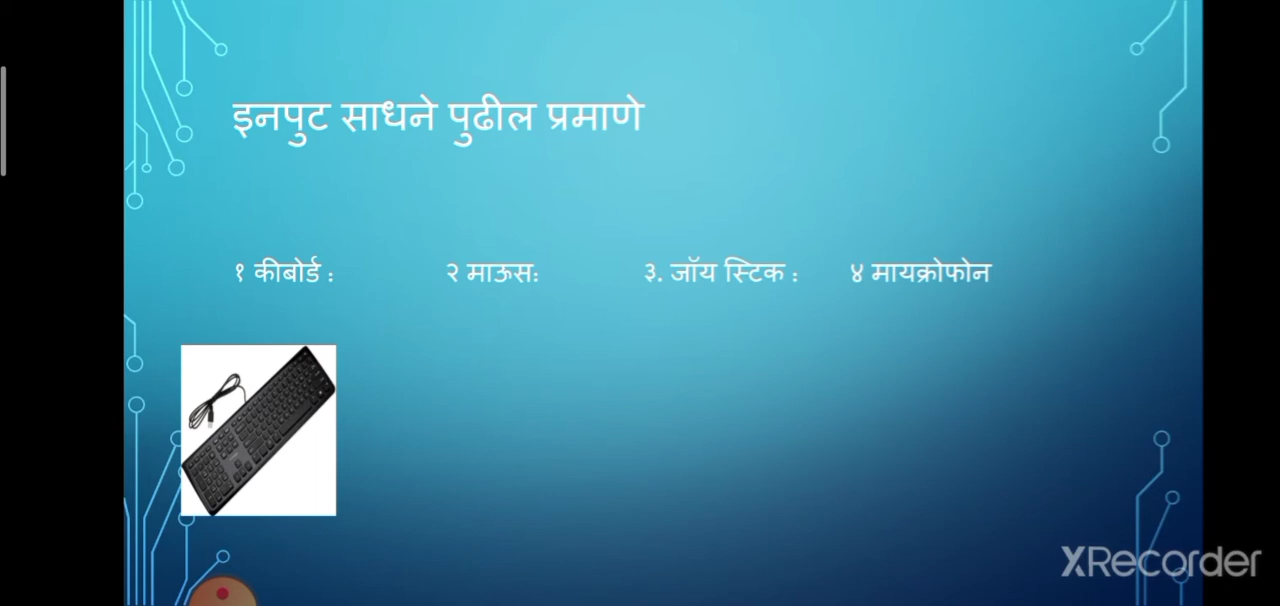 इनपुट साधने पुढील प्रमाणे
१ कीबोर्ड : २ माऊस: ३. जॉय स्टिक : ४ मायक्रोफोन
XRecorder